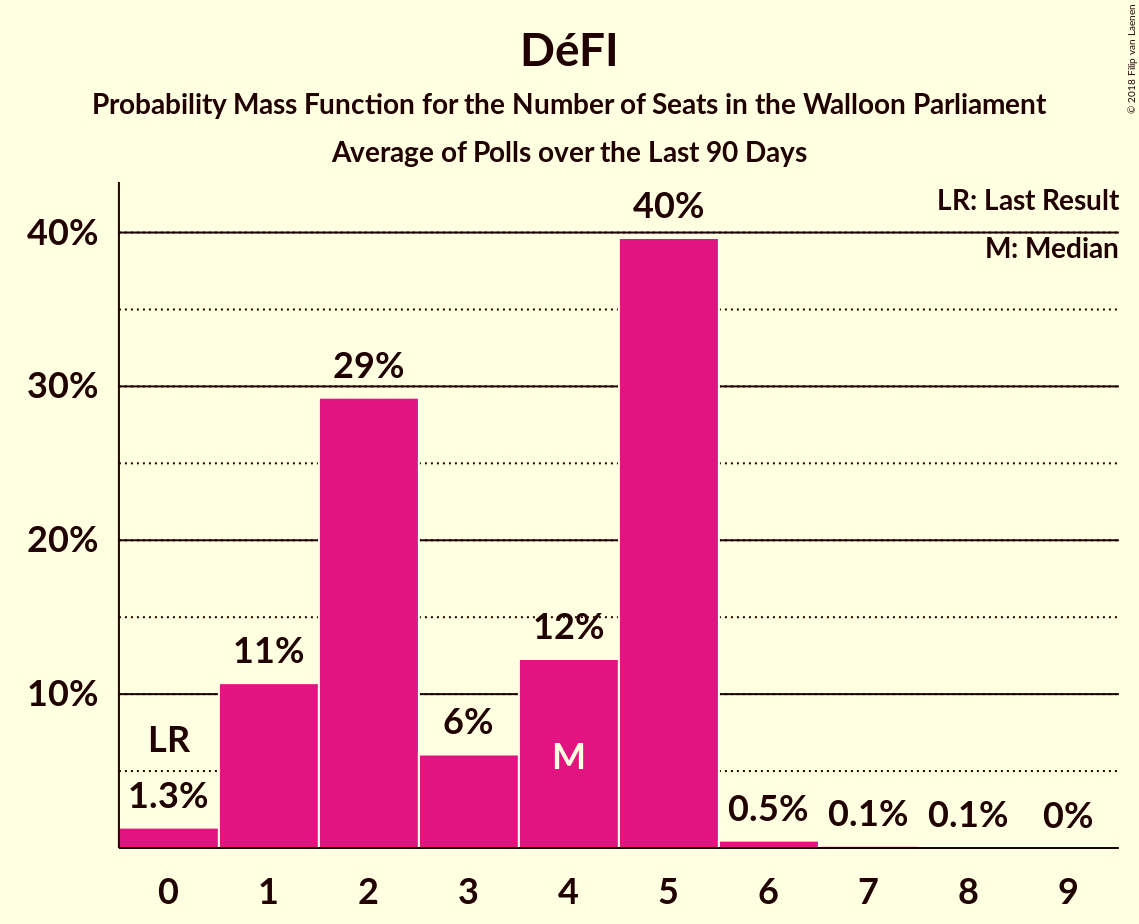 DéFI
Probability Mass Function for the Number of Seats in the Walloon Parliament
Average of Polls over the Last 90 Days
© 2018 Filip van Laenen
LR: Last Result
M: Median
40%
30%
20%
10%
LR
1.3%
11%
29%
6%
12%
M
40%
0.5%
0.1%
0.1%
0%
0 1 2 3 4 5 6 7 8 9